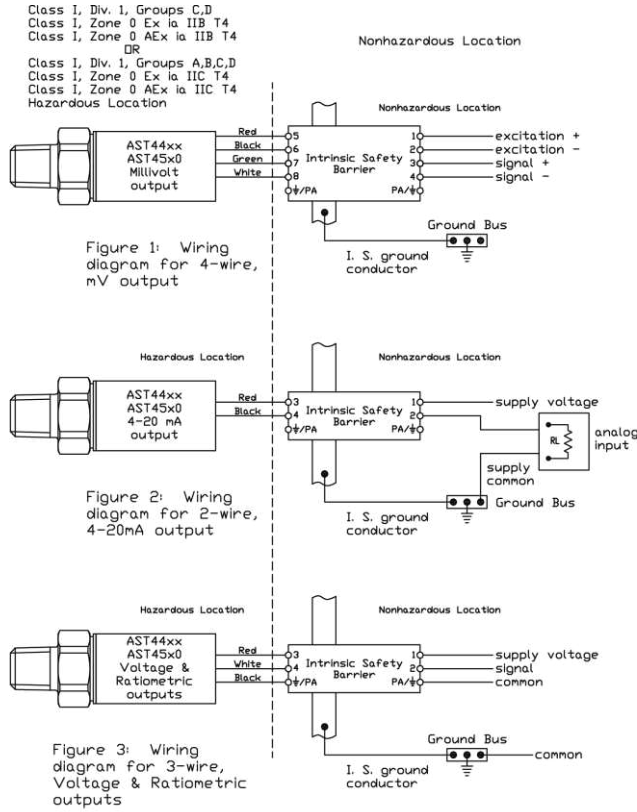 Class I, Div. 1, Groups C,D
Class I, Zone 0 Ex ia IIB T4
Class I, Zone 0 AEx ia IIB T4
OR
Class I, Div. 1, Groups A,B,C,D
Class I, Zone 0 Ex ia IIC T4
Class I, Zone 0 AEx ia IIC T4
Hazardous Location
Nonhazardous Location
Nonhazardous Location
AST44xx
AST45x0
Millivolt
output
Red
Black
Green
White
5
6
7
8
⏚/PA
Intrinsic Safety
Barrier
1
2
3
4
PA/⏚
excitation +
excitation -
signal +
signal -
Ground Bus
I. S. ground
conductor
Figure 1: Wiring
diagram for 4-wire,
mV output
Hazardous Location
Nonhazardous Location
AST44xx
AST45x0
4-20 mA
output
Red
Black
3
4
⏚/PA
Intrinsic Safety
Barrier
1
2
PA/⏚
supply voltage
RL
analog
input
supply
common
Ground Bus
I. S. ground
conductor
Figure 2: Wiring
diagram for 2-wire,
4-20mA output
Hazardous Location
Nonhazardous Location
AST44xx
AST45x0
Voltage &
Ratiometric
outputs
Red
White
Black
3
4
⏚/PA
Intrinsic Safety
Barrier
1
2
PA/⏚
supply voltage
signal
common
Ground Bus
common
I. S. ground
conductor
Figure 3: Wiring
diagram for 3-wire,
Voltage & Ratiometric
outputs